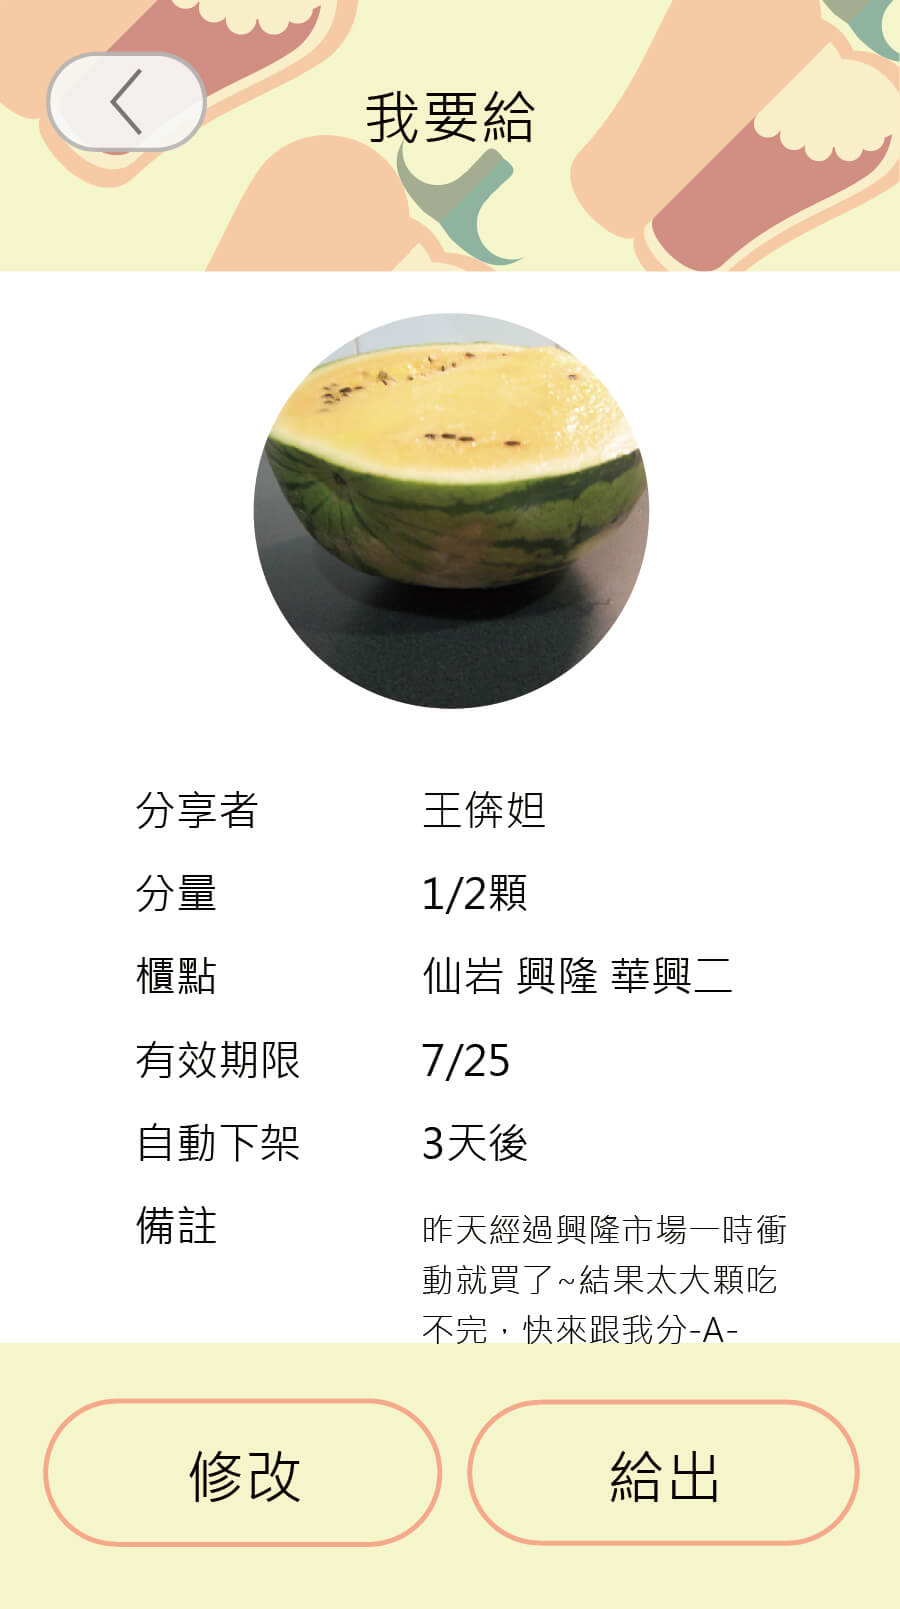 我要給
分享者 王倴妲
分量 1/2顆
櫃點 仙岩 興隆 華興二
有效期限 7/25
自動下架 3天後
備註 昨天經過興隆市場一時衝
動就買了~結果太大顆吃
不完，快來跟我分-A-
修改 給出